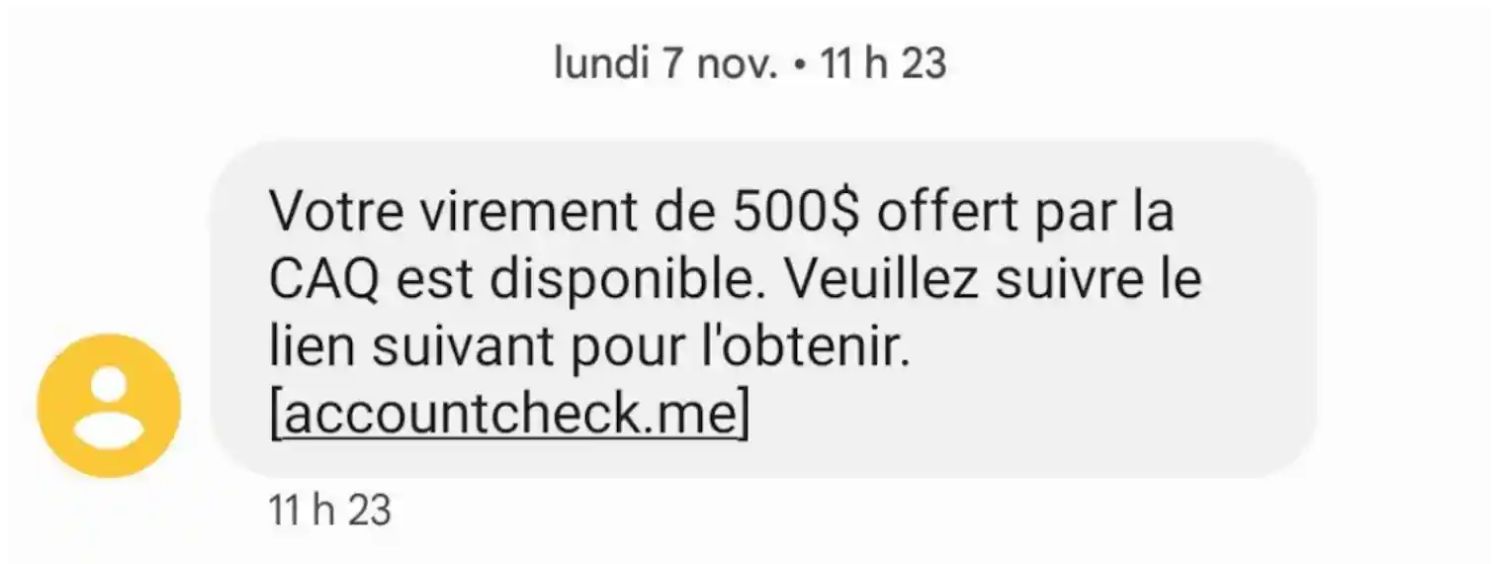 lundi 7 nov. • 11 h 23
Votre virement de 500$ offert par la
CAQ est disponible. Veuillez suivre le
lien suivant pour l'obtenir.
[accountcheck.me]
11 h 23